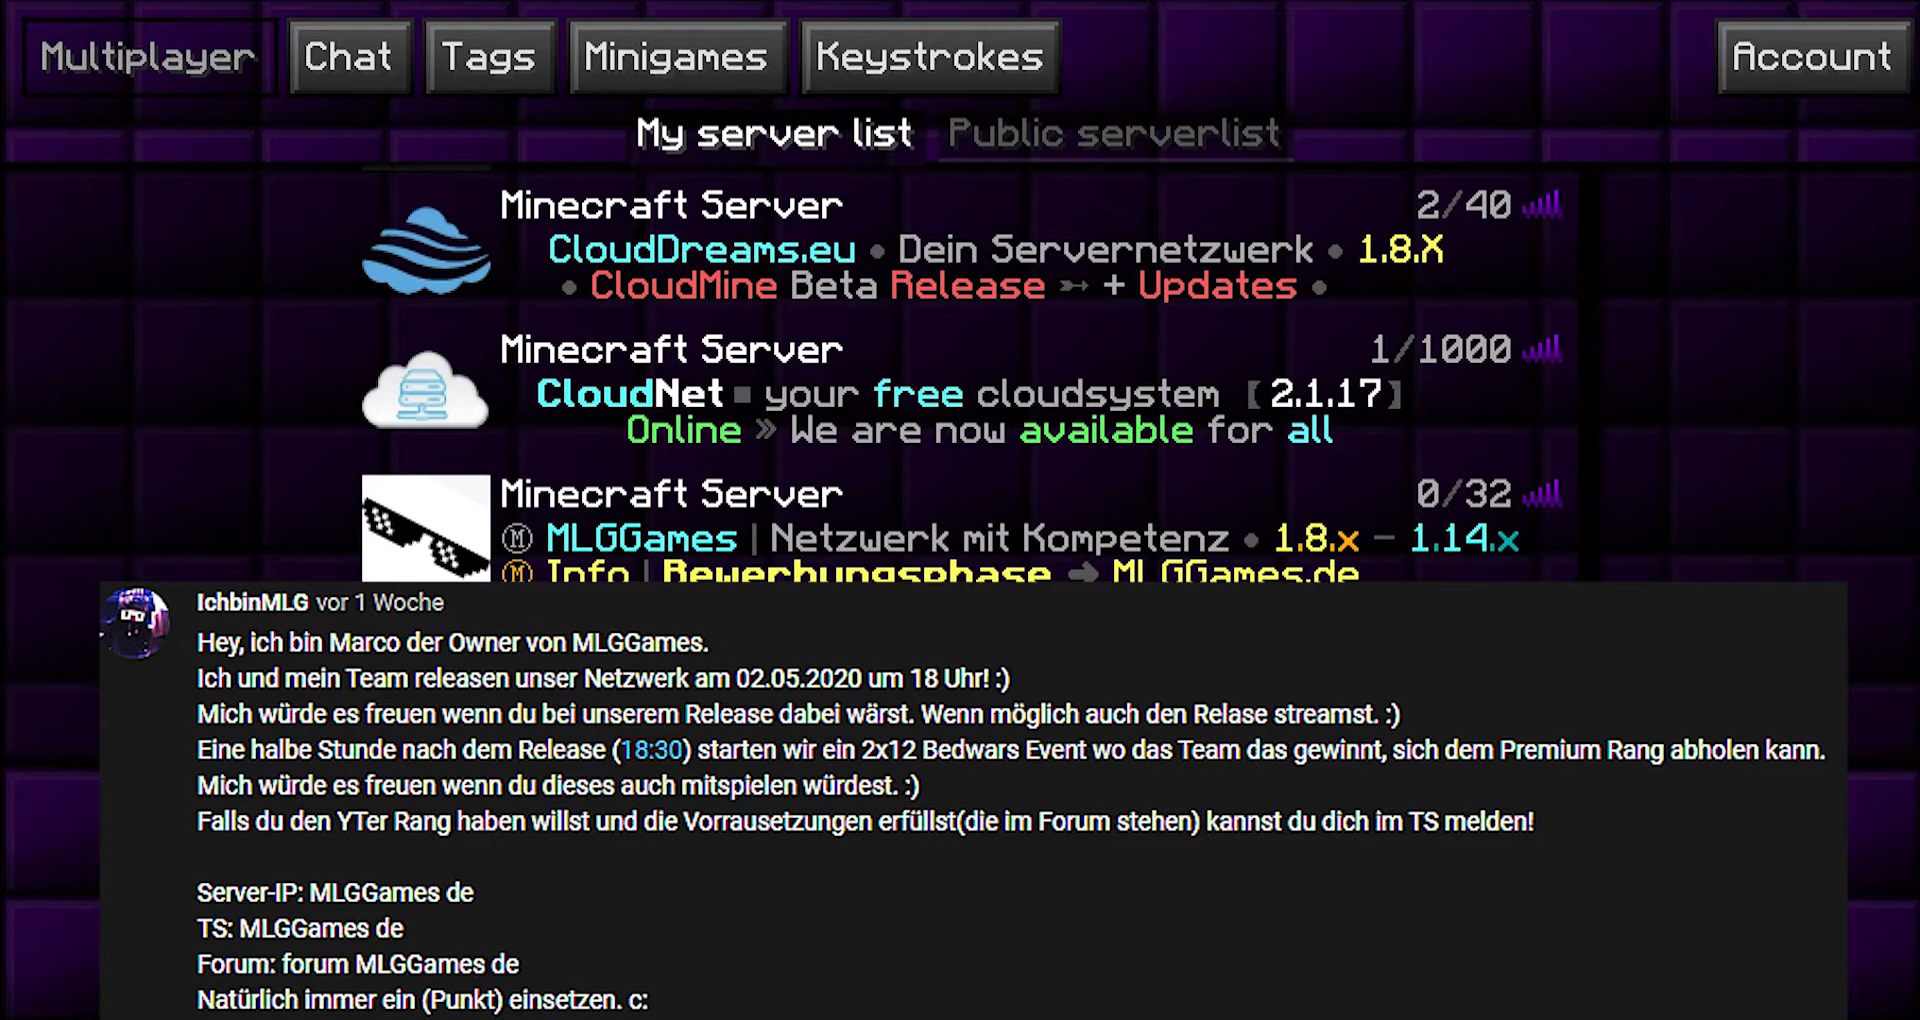 Multiplayer Chat Tags Minigames Keystrokes Account
My server list Public serverlist
Minecraft Server 2/40
CloudDreams.eu • Dein Servernetzwerk • 1.8.X
• CloudMine Beta Release ➳ + Updates •
Minecraft Server 1/1000
CloudNet ■ your free cloudsystem [2.1.17]
Online » We are now available for all
Minecraft Server 0/32
Ⓜ MLGGames | Netzwerk mit Kompetenz • 1.8.x - 1.14.x
Ⓜ Info | Bewerbungsphase ➡ MLGGames.de
IchbinMLG vor 1 Woche
Hey, ich bin Marco der Owner von MLGGames.
Ich und mein Team releasen unser Netzwerk am 02.05.2020 um 18 Uhr! :)
Mich würde es freuen wenn du bei unserem Release dabei wärst. Wenn möglich auch den Relase streamst. :)
Eine halbe Stunde nach dem Release (18:30) starten wir ein 2x12 Bedwars Event wo das Team das gewinnt, sich dem Premium Rang abholen kann.
Mich würde es freuen wenn du dieses auch mitspielen würdest. :)
Falls du den YTer Rang haben willst und die Vorrausetzungen erfüllst(die im Forum stehen) kannst du dich im TS melden!
Server-IP: MLGGames de
TS: MLGGames de
Forum: forum MLGGames de
Natürlich immer ein (Punkt) einsetzen. c: